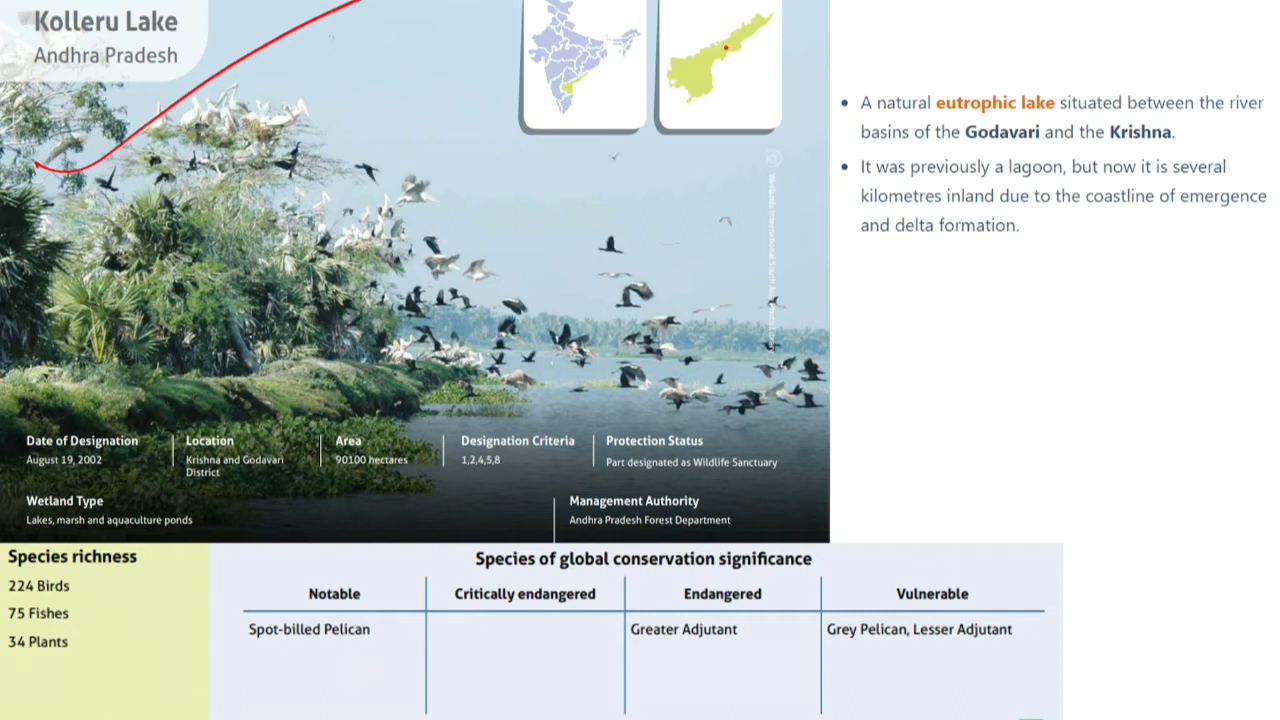 Kolleru Lake
Andhra Pradesh
A natural eutrophic lake situated between the river
basins of the Godavari and the Krishna.
It was previously a lagoon, but now it is several
kilometres inland due to the coastline of emergence
and delta formation.
Date of Designation
August 19, 2002
Location
Krishna and Godavari
District
Area
90100 hectares
Designation Criteria
1,2,4,5,8
Protection Status
Part designated as Wildlife Sanctuary
Wetland Type
Lakes, marsh and aquaculture ponds
Management Authority
Andhra Pradesh Forest Department
Species richness
224 Birds
75 Fishes
34 Plants
Species of global conservation significance
Notable
Critically endangered
Endangered
Vulnerable
Spot-billed Pelican
Greater Adjutant
Grey Pelican, Lesser Adjutant